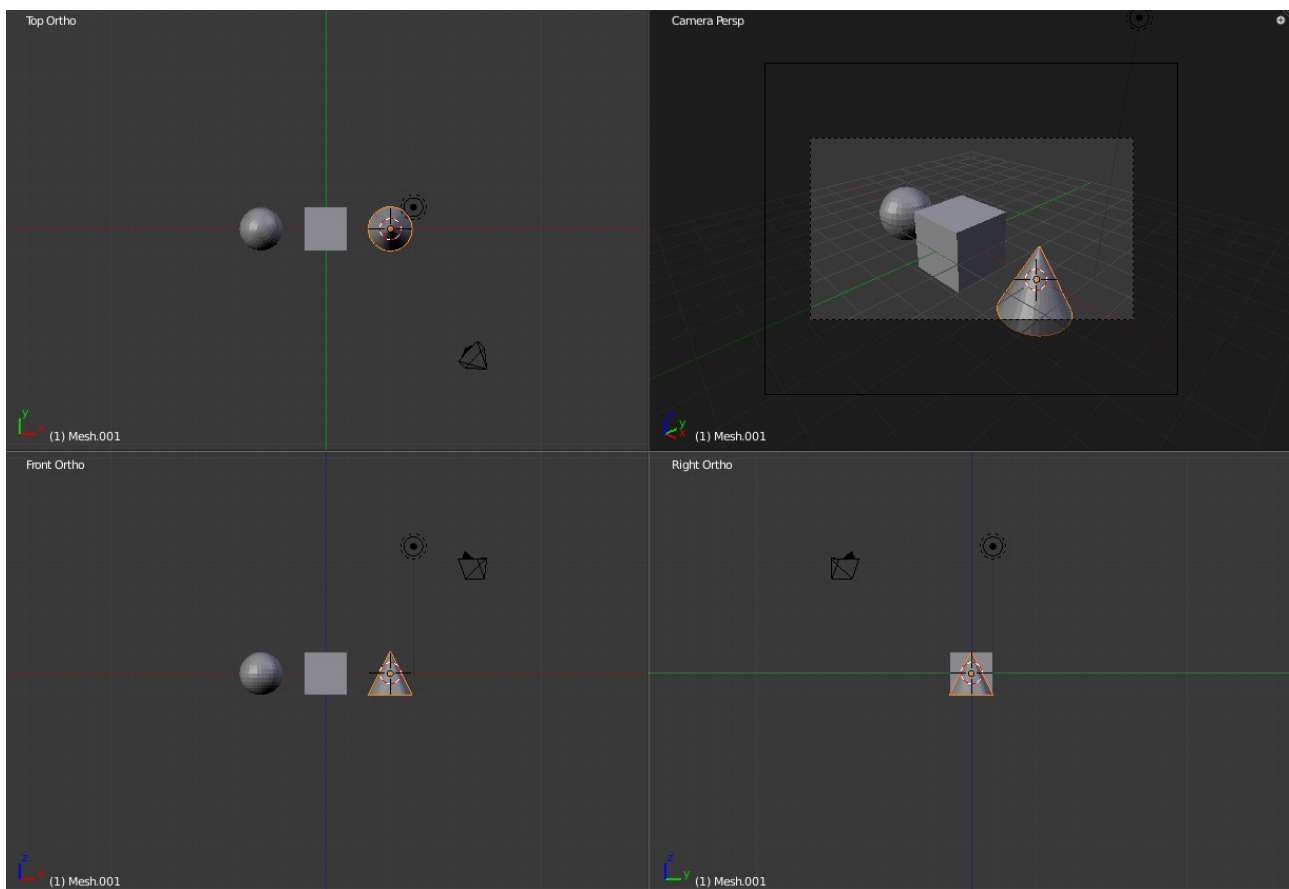 Top Ortho
Camera Persp
y
x
(1) Mesh.001
z
y
x
(1) Mesh.001
Front Ortho
Right Ortho
z
x
(1) Mesh.001
z
y
(1) Mesh.001